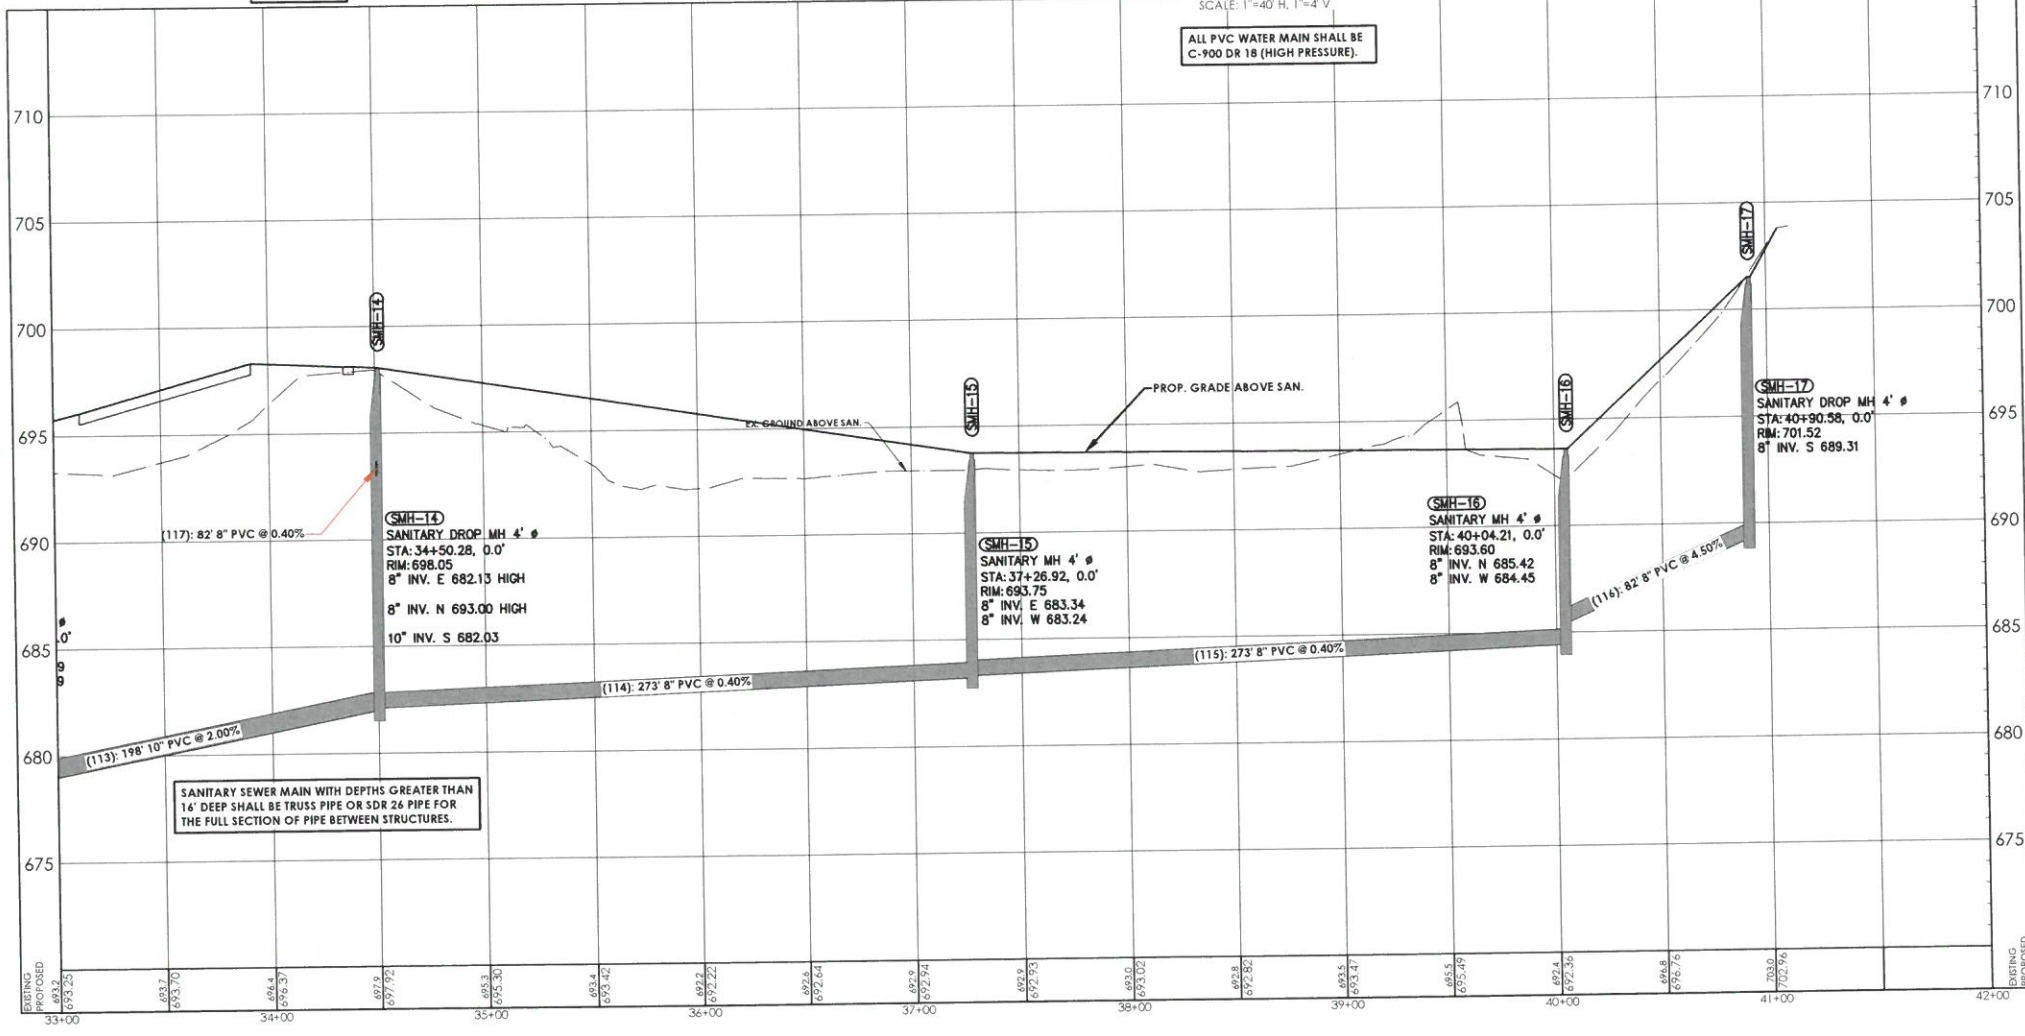 SCALE: 1"=40' H, 1"=4' V
ALL PVC WATER MAIN SHALL BE
C-900 DR 18 (HIGH PRESSURE).
710
710
705
705
SMH-17
700
700
SMH-14
SMH-15
SMH-16
PROP. GRADE ABOVE SAN.
EX. GROUND ABOVE SAN.
695
695
SMH-17
SANITARY DROP MH 4' ø
STA: 40+90.58, 0.0'
RIM: 701.52
8" INV. S 689.31
(117): 82' 8" PVC @ 0.40%
690
690
SMH-14
SANITARY DROP MH 4' ø
STA: 34+50.28, 0.0'
RIM: 698.05
8" INV. E 682.13 HIGH
8" INV. N 693.00 HIGH
10" INV. S 682.03
SMH-15
SANITARY MH 4' ø
STA: 37+26.92, 0.0'
RIM: 693.75
8" INV. E 683.34
8" INV. W 683.24
SMH-16
SANITARY MH 4' ø
STA: 40+04.21, 0.0'
RIM: 693.60
8" INV. N 685.42
8" INV. W 684.45
(116): 82' 8" PVC @ 4.50%
ø
.0'
9
9
685
685
(115): 273' 8" PVC @ 0.40%
(114): 273' 8" PVC @ 0.40%
(113): 198' 10" PVC @ 2.00%
680
680
SANITARY SEWER MAIN WITH DEPTHS GREATER THAN
16' DEEP SHALL BE TRUSS PIPE OR SDR 26 PIPE FOR
THE FULL SECTION OF PIPE BETWEEN STRUCTURES.
675
675
EXISTING
PROPOSED
693.2
693.25
693.7
693.70
696.4
696.37
697.9
697.92
695.3
695.30
693.4
693.42
692.2
692.22
692.6
692.64
692.9
692.94
692.9
692.93
693.0
693.02
692.8
692.82
693.5
693.47
695.5
695.49
692.4
692.36
696.8
696.76
703.0
702.96
EXISTING
PROPOSED
33+00
34+00
35+00
36+00
37+00
38+00
39+00
40+00
41+00
42+00